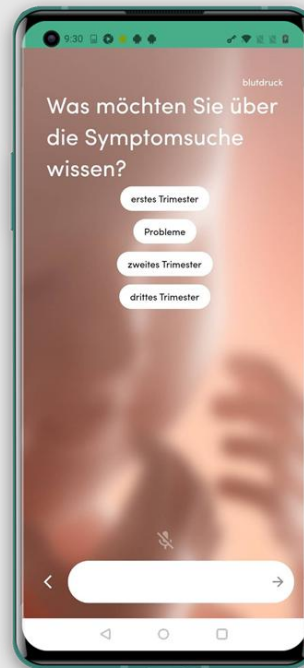 9:30
blutdruck
Was möchten Sie über
die Symptomsuche
wissen?
erstes Trimester
Probleme
zweites Trimester
drittes Trimester